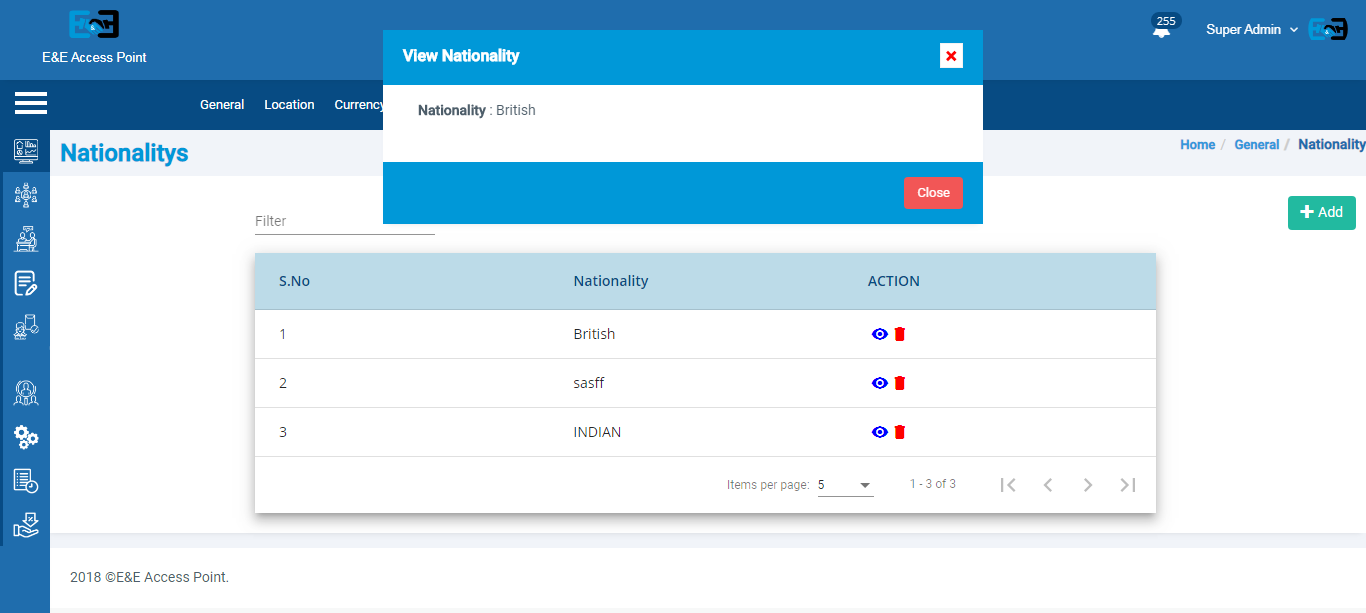 E&E
E&E Access Point
255
Super Admin
E&E
View Nationality
General Location Currency
Nationality : British
Close
Nationalitys
Home / General / Nationality
Filter
Add
S.No Nationality ACTION
1 British
2 sasff
3 INDIAN
Items per page: 5 1 - 3 of 3
2018 ©E&E Access Point.